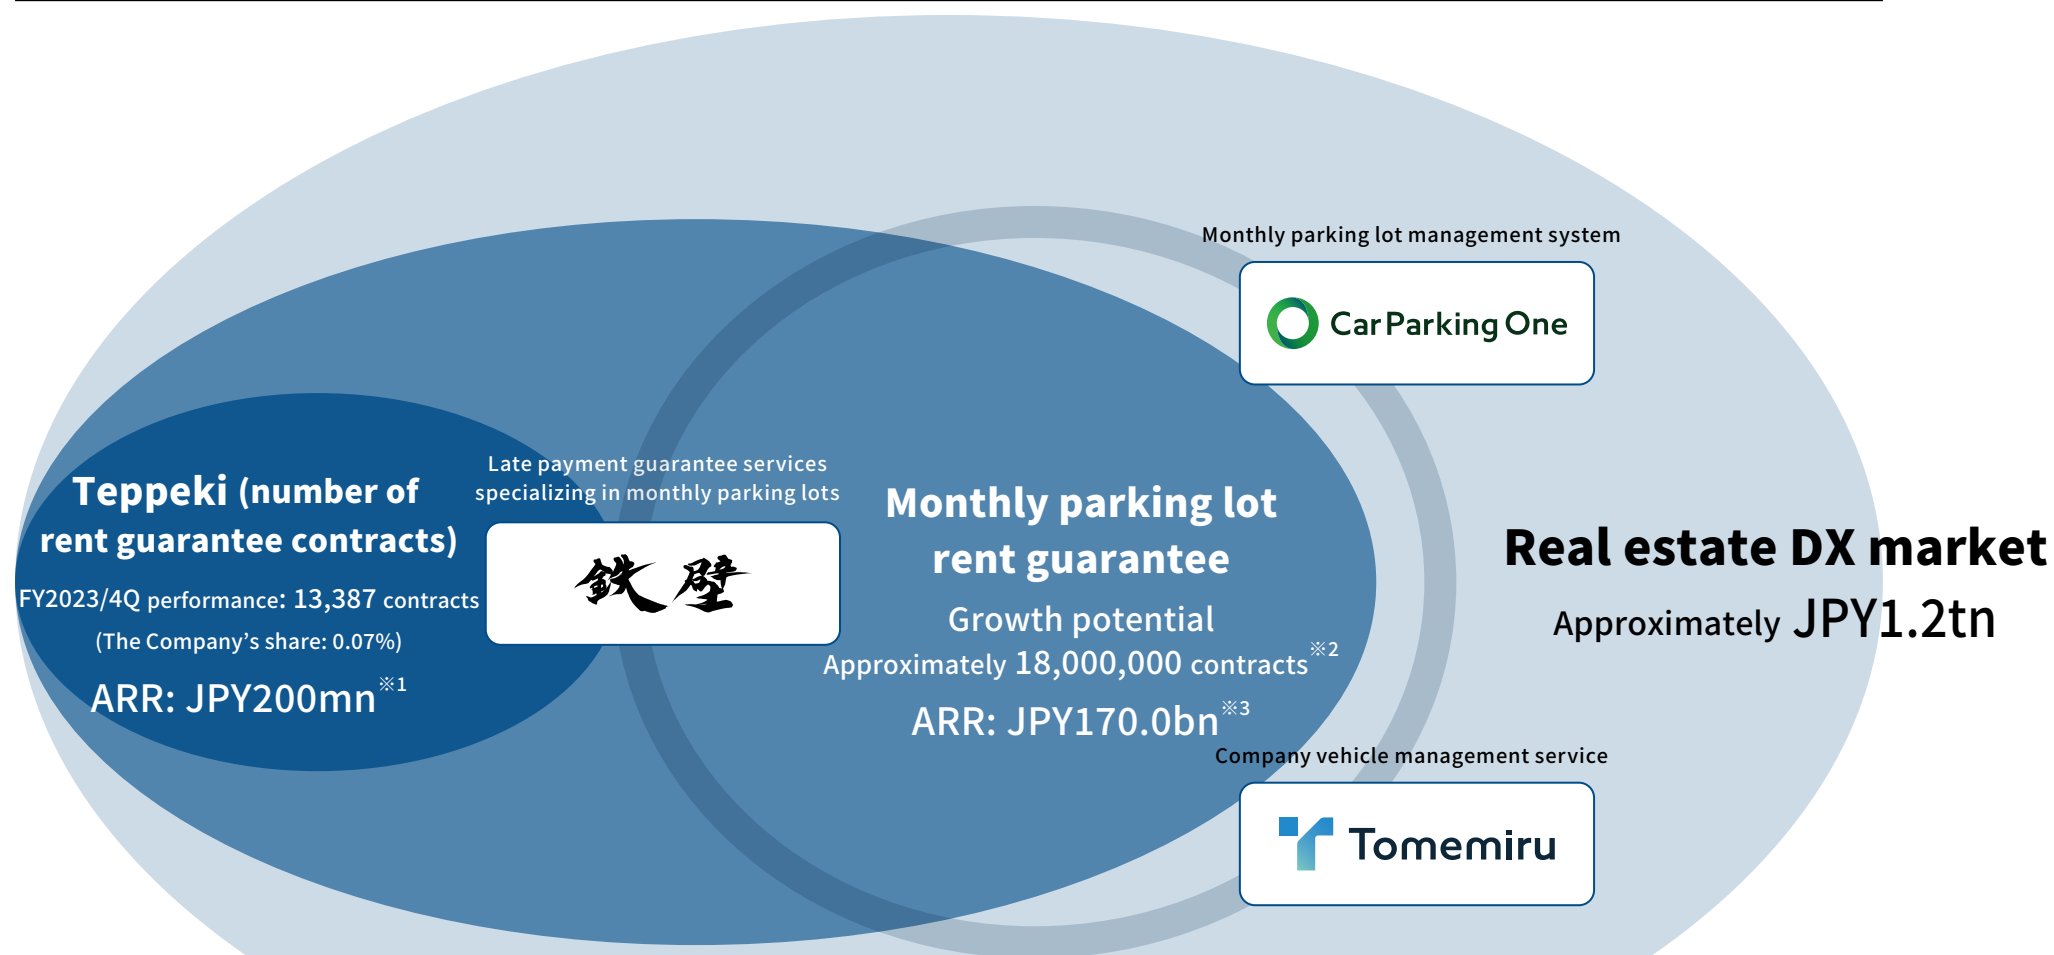 Monthly parking lot management system
CarParking One
Late payment guarantee services
specializing in monthly parking lots
鉄壁
Teppeki (number of
rent guarantee contracts)
FY2023/4Q performance: 13,387 contracts
(The Company's share: 0.07%)
ARR: JPY200mn※1
Monthly parking lot
rent guarantee
Growth potential
Approximately 18,000,000 contracts※2
ARR: JPY170.0bn※3
Real estate DX market
Approximately JPY1.2tn
Company vehicle management service
Tomemiru